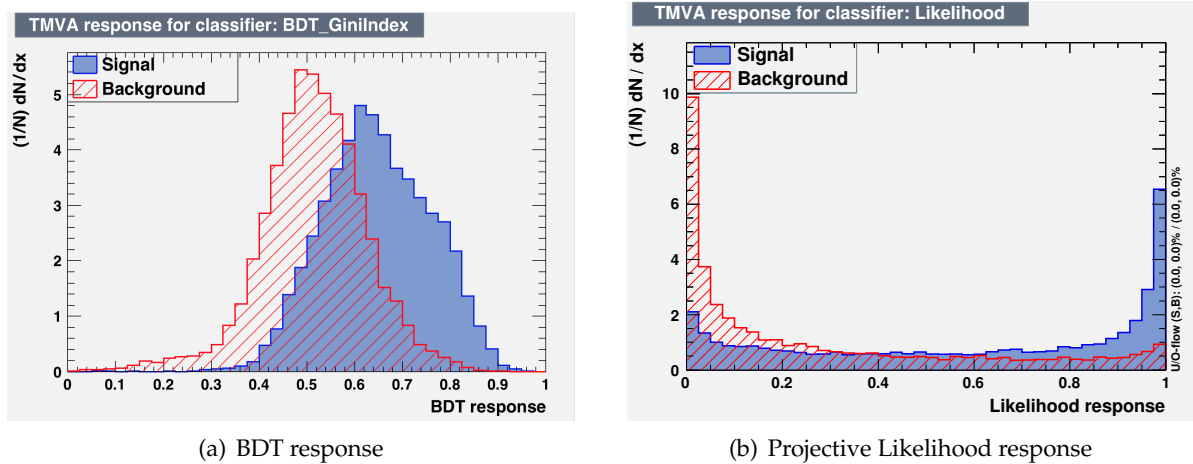 TMVA response for classifier: BDT_GiniIndex
Signal
Background
(1/N) dN/dx
5
4
3
2
1
0
0 0.1 0.2 0.3 0.4 0.5 0.6 0.7 0.8 0.9 1
BDT response
(a) BDT response
TMVA response for classifier: Likelihood
Signal
Background
(1/N) dN / dx
10
8
6
4
2
0
0 0.2 0.4 0.6 0.8 1
Likelihood response
U/O-flow (S,B): (0.0, 0.0)% / (0.0, 0.0)%
(b) Projective Likelihood response